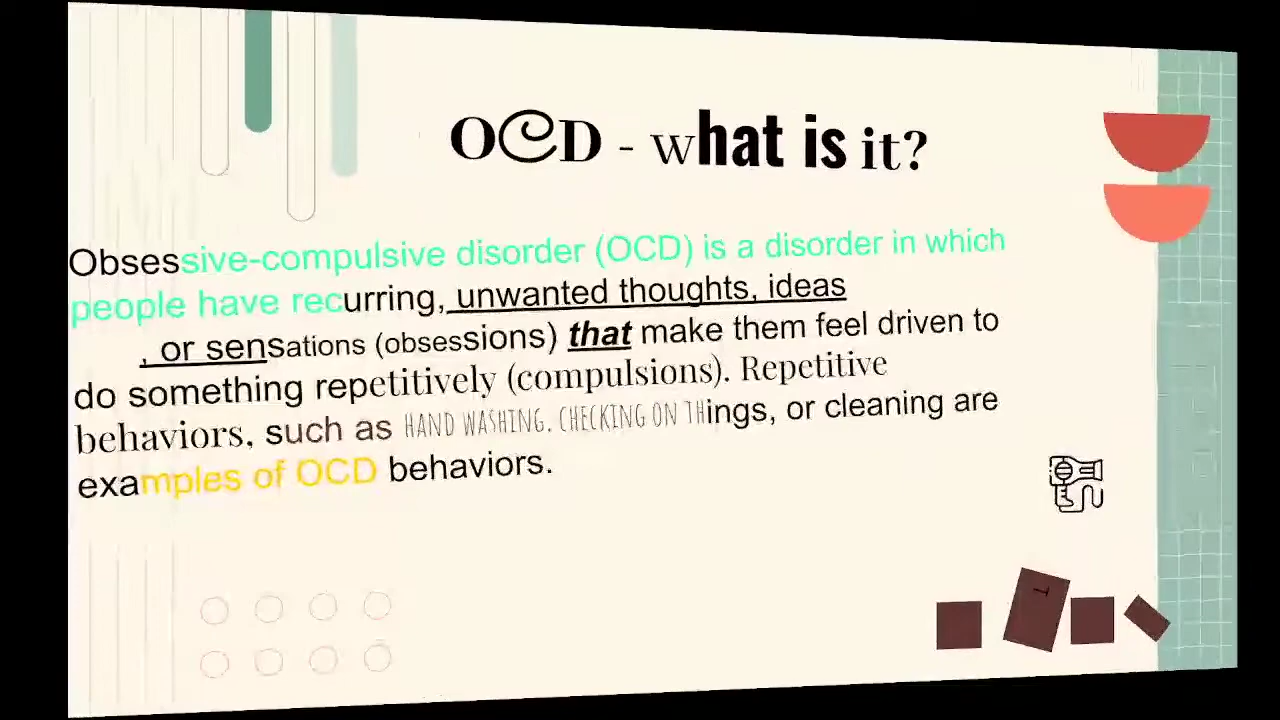 OCD - what is it?
Obsessive-compulsive disorder (OCD) is a disorder in which
people have recurring, unwanted thoughts, ideas
, or sensations (obsessions) that make them feel driven to
do something repetitively (compulsions). Repetitive
behaviors, such as HAND WASHING, CHECKING ON THings, or cleaning are
examples of OCD behaviors.